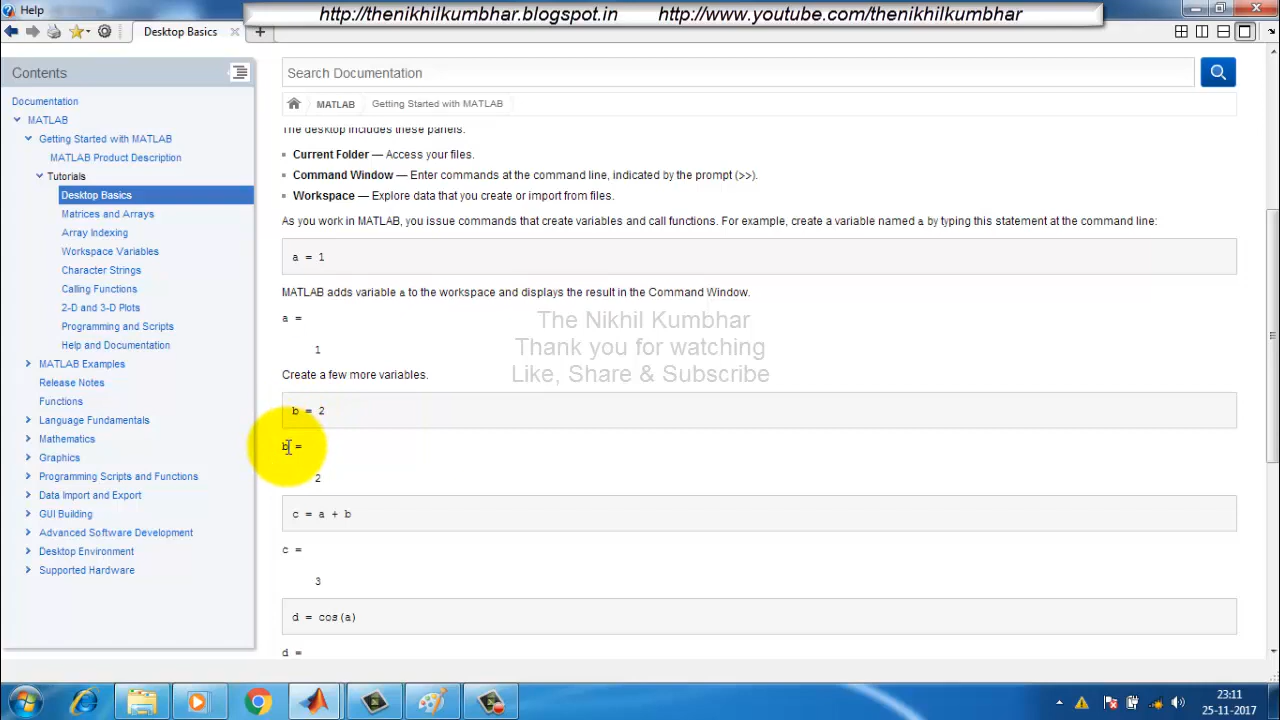 Help
http://thenikhilkumbhar.blogspot.in http://www.youtube.com/thenikhilkumbhar
Desktop Basics
Contents
Documentation
MATLAB
Getting Started with MATLAB
MATLAB Product Description
Tutorials
Desktop Basics
Matrices and Arrays
Array Indexing
Workspace Variables
Character Strings
Calling Functions
2-D and 3-D Plots
Programming and Scripts
Help and Documentation
MATLAB Examples
Release Notes
Functions
Language Fundamentals
Mathematics
Graphics
Programming Scripts and Functions
Data Import and Export
GUI Building
Advanced Software Development
Desktop Environment
Supported Hardware
Search Documentation
MATLAB Getting Started with MATLAB
The desktop includes these panels.
Current Folder — Access your files.
Command Window — Enter commands at the command line, indicated by the prompt (>>).
Workspace — Explore data that you create or import from files.
As you work in MATLAB, you issue commands that create variables and call functions. For example, create a variable named a by typing this statement at the command line:
a = 1
MATLAB adds variable a to the workspace and displays the result in the Command Window.
a =
1
The Nikhil Kumbhar
Thank you for watching
Like, Share & Subscribe
Create a few more variables.
b = 2
b =
2
c = a + b
c =
3
d = cos(a)
d =
23:11
25-11-2017